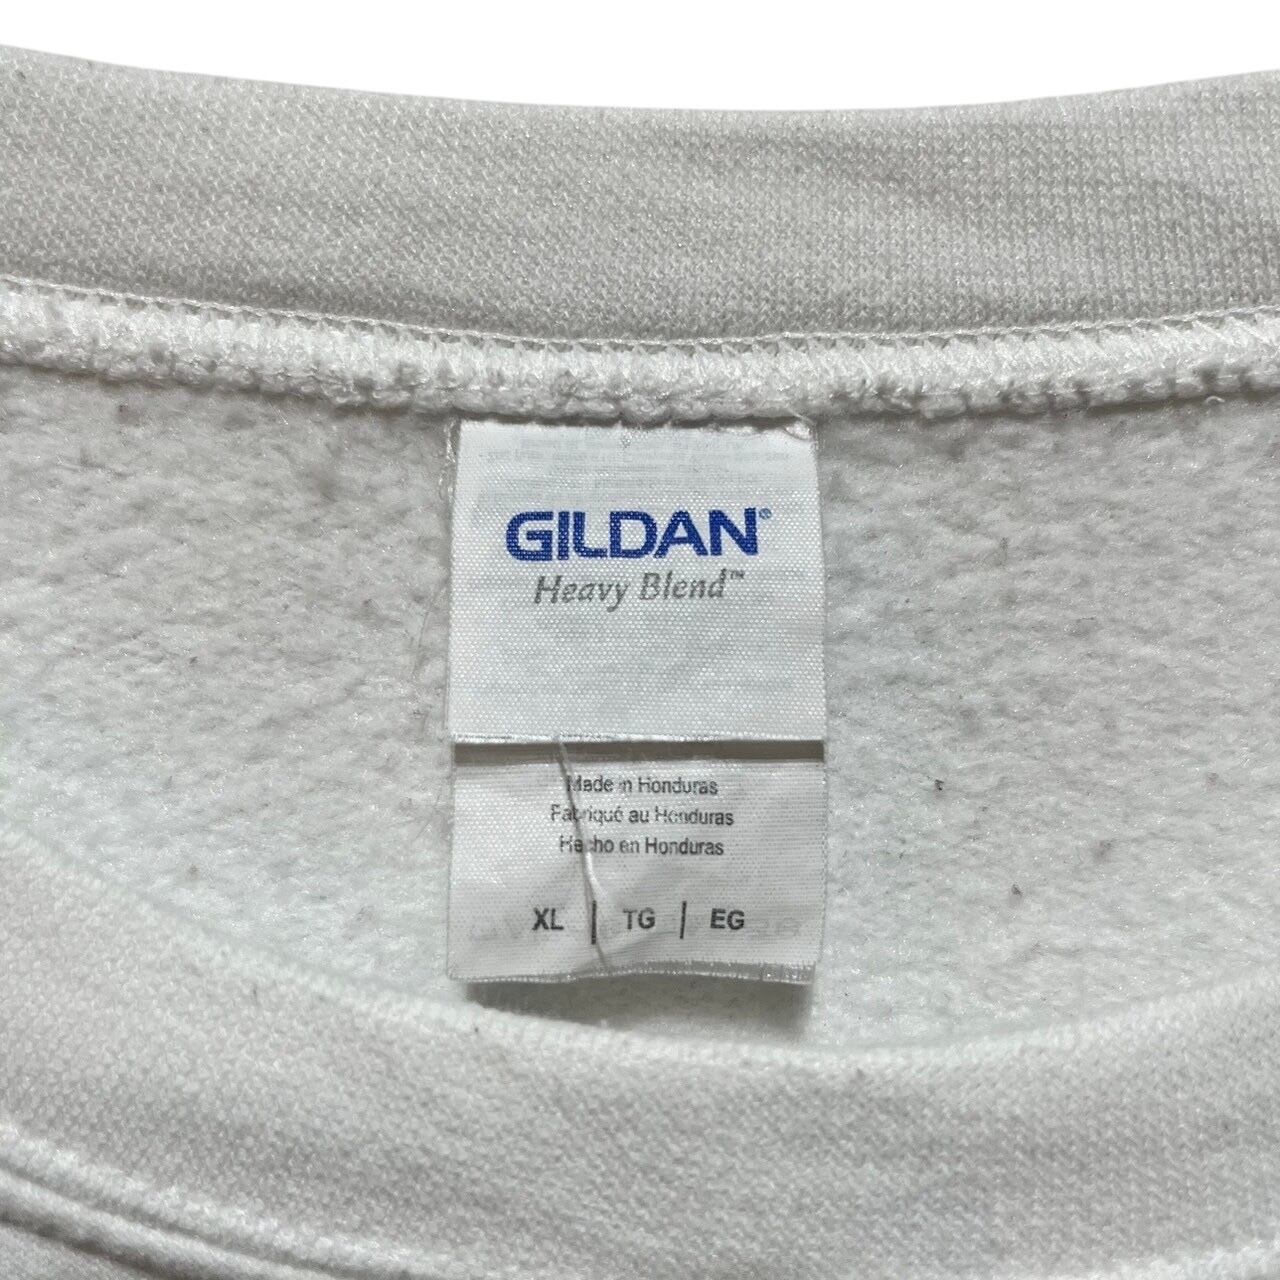 GILDAN®
Heavy Blend™
Made in Honduras
Fabriqué au Honduras
Hecho en Honduras
XL | TG | EG